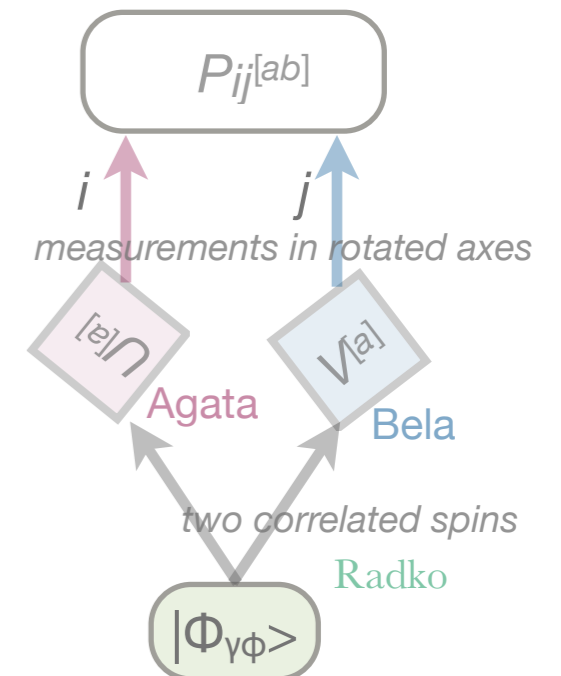 Pij[ab]
i
j
measurements in rotated axes
U[a]
V[a]
Agata
Bela
two correlated spins
Radko
|Φγφ>